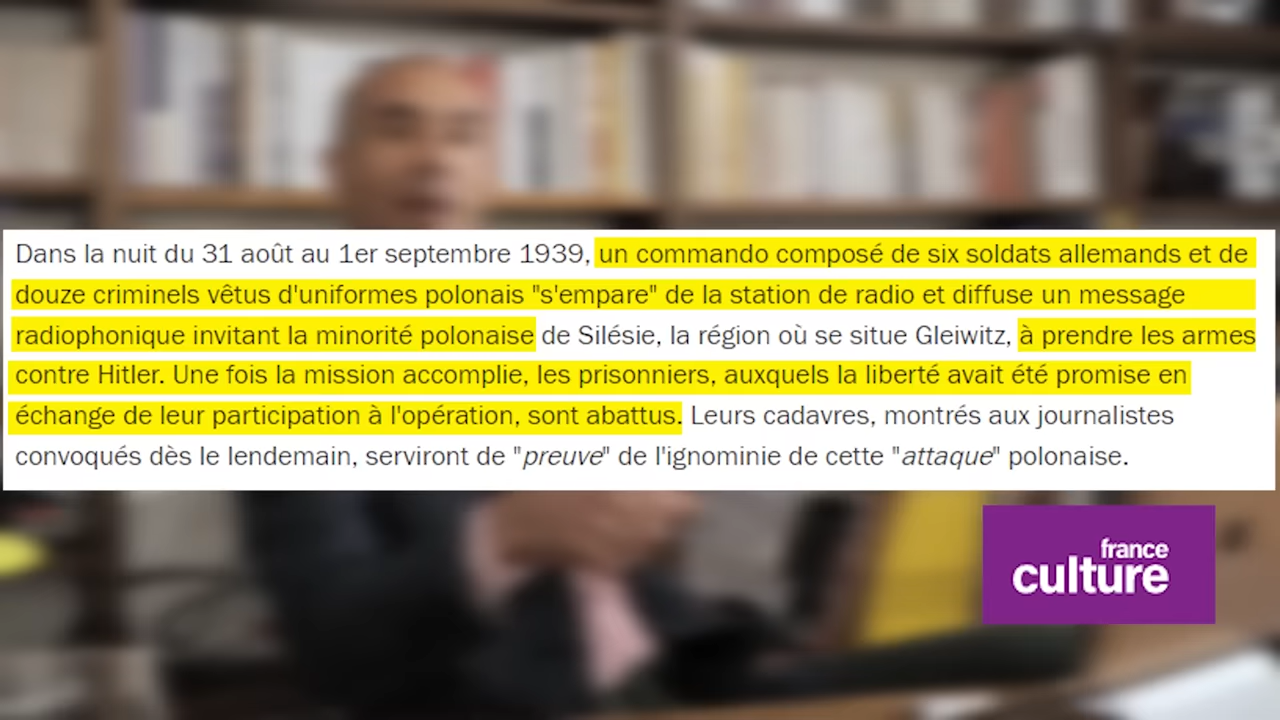 Dans la nuit du 31 août au 1er septembre 1939, un commando composé de six soldats allemands et de
douze criminels vêtus d'uniformes polonais "s'empare" de la station de radio et diffuse un message
radiophonique invitant la minorité polonaise de Silésie, la région où se situe Gleiwitz, à prendre les armes
contre Hitler. Une fois la mission accomplie, les prisonniers, auxquels la liberté avait été promise en
échange de leur participation à l'opération, sont abattus. Leurs cadavres, montrés aux journalistes
convoqués dès le lendemain, serviront de "preuve" de l'ignominie de cette "attaque" polonaise.
france
culture